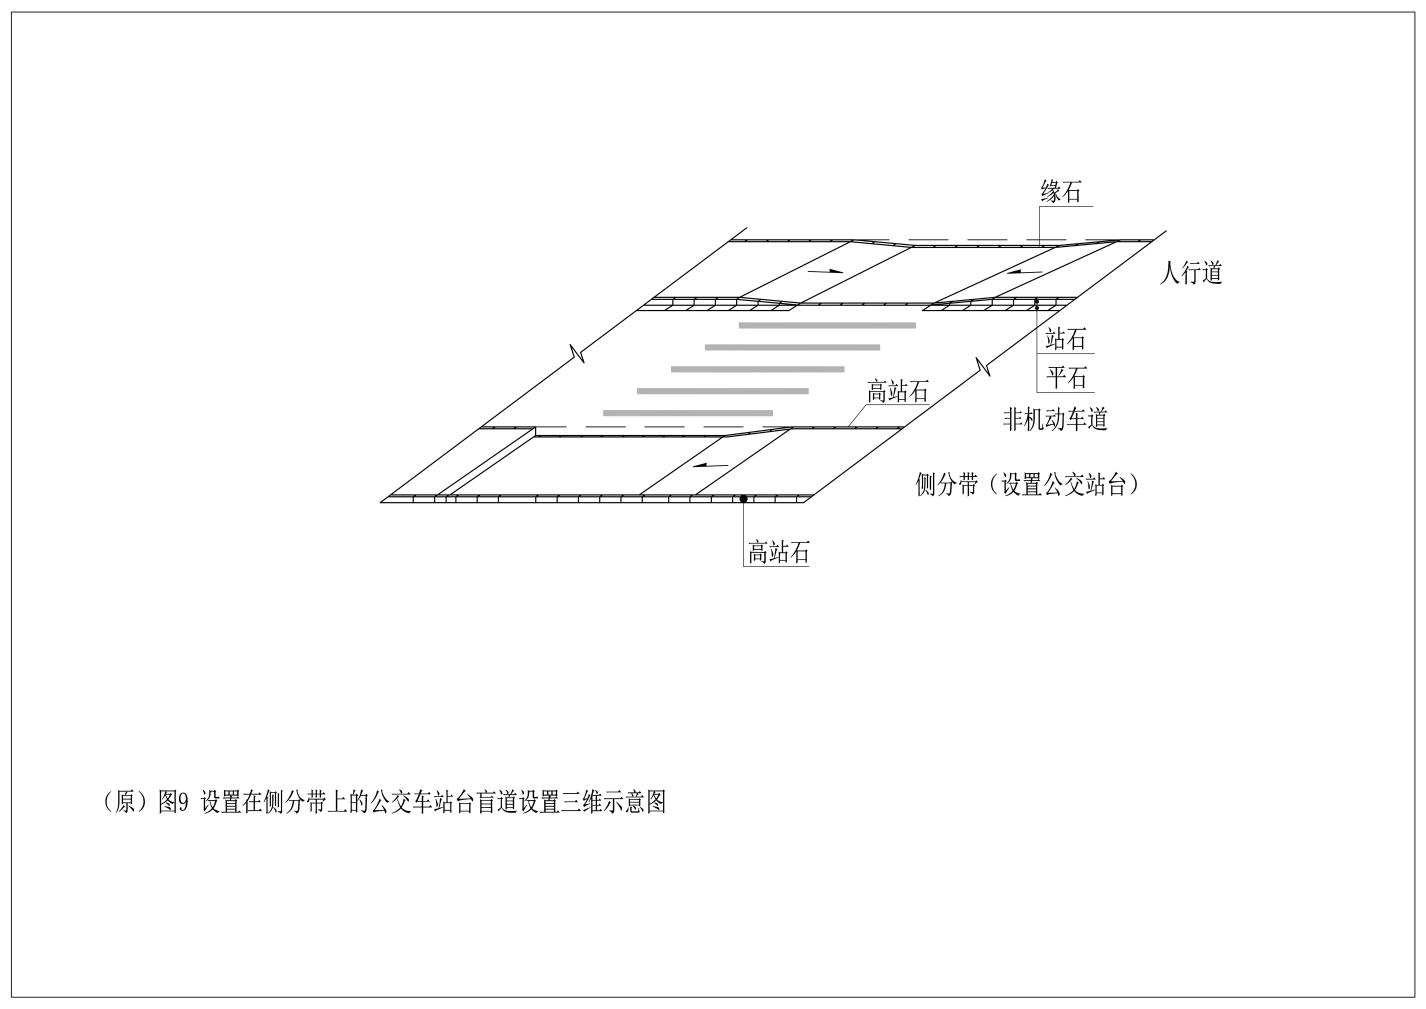 缘石
人行道
站石
平石
高站石
非机动车道
侧分带（设置公交站台）
高站石
（原）图9 设置在侧分带上的公交车站台盲道设置三维示意图